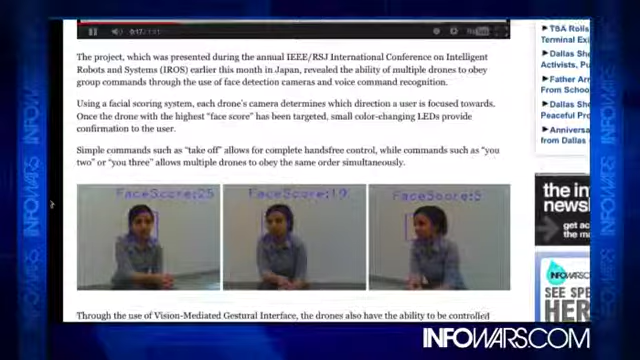 0:17 / 1:01
TSA Rolls
Terminal Exi
Dallas She
Activists, Pu
Father Arr
From School
Dallas She
Peaceful Pro
Anniversa
from Dallas
The project, which was presented during the annual IEEE/RSJ International Conference on Intelligent
Robots and Systems (IROS) earlier this month in Japan, revealed the ability of multiple drones to obey
group commands through the use of face detection cameras and voice command recognition.
Using a facial scoring system, each drone's camera determines which direction a user is focused towards.
Once the drone with the highest "face score" has been targeted, small color-changing LEDs provide
confirmation to the user.
Simple commands such as "take off" allows for complete handsfree control, while commands such as "you
two" or "you three" allows multiple drones to obey the same order simultaneously.
FaceScore:25
FaceScore:19
FaceScore:5
Through the use of Vision-Mediated Gestural Interface, the drones also have the ability to be controlled
the in
newsl
get ac
the ma
INFOWARS
SEE SPE
HER
INFOWARS
INFOWARS
INFOWARS.COM